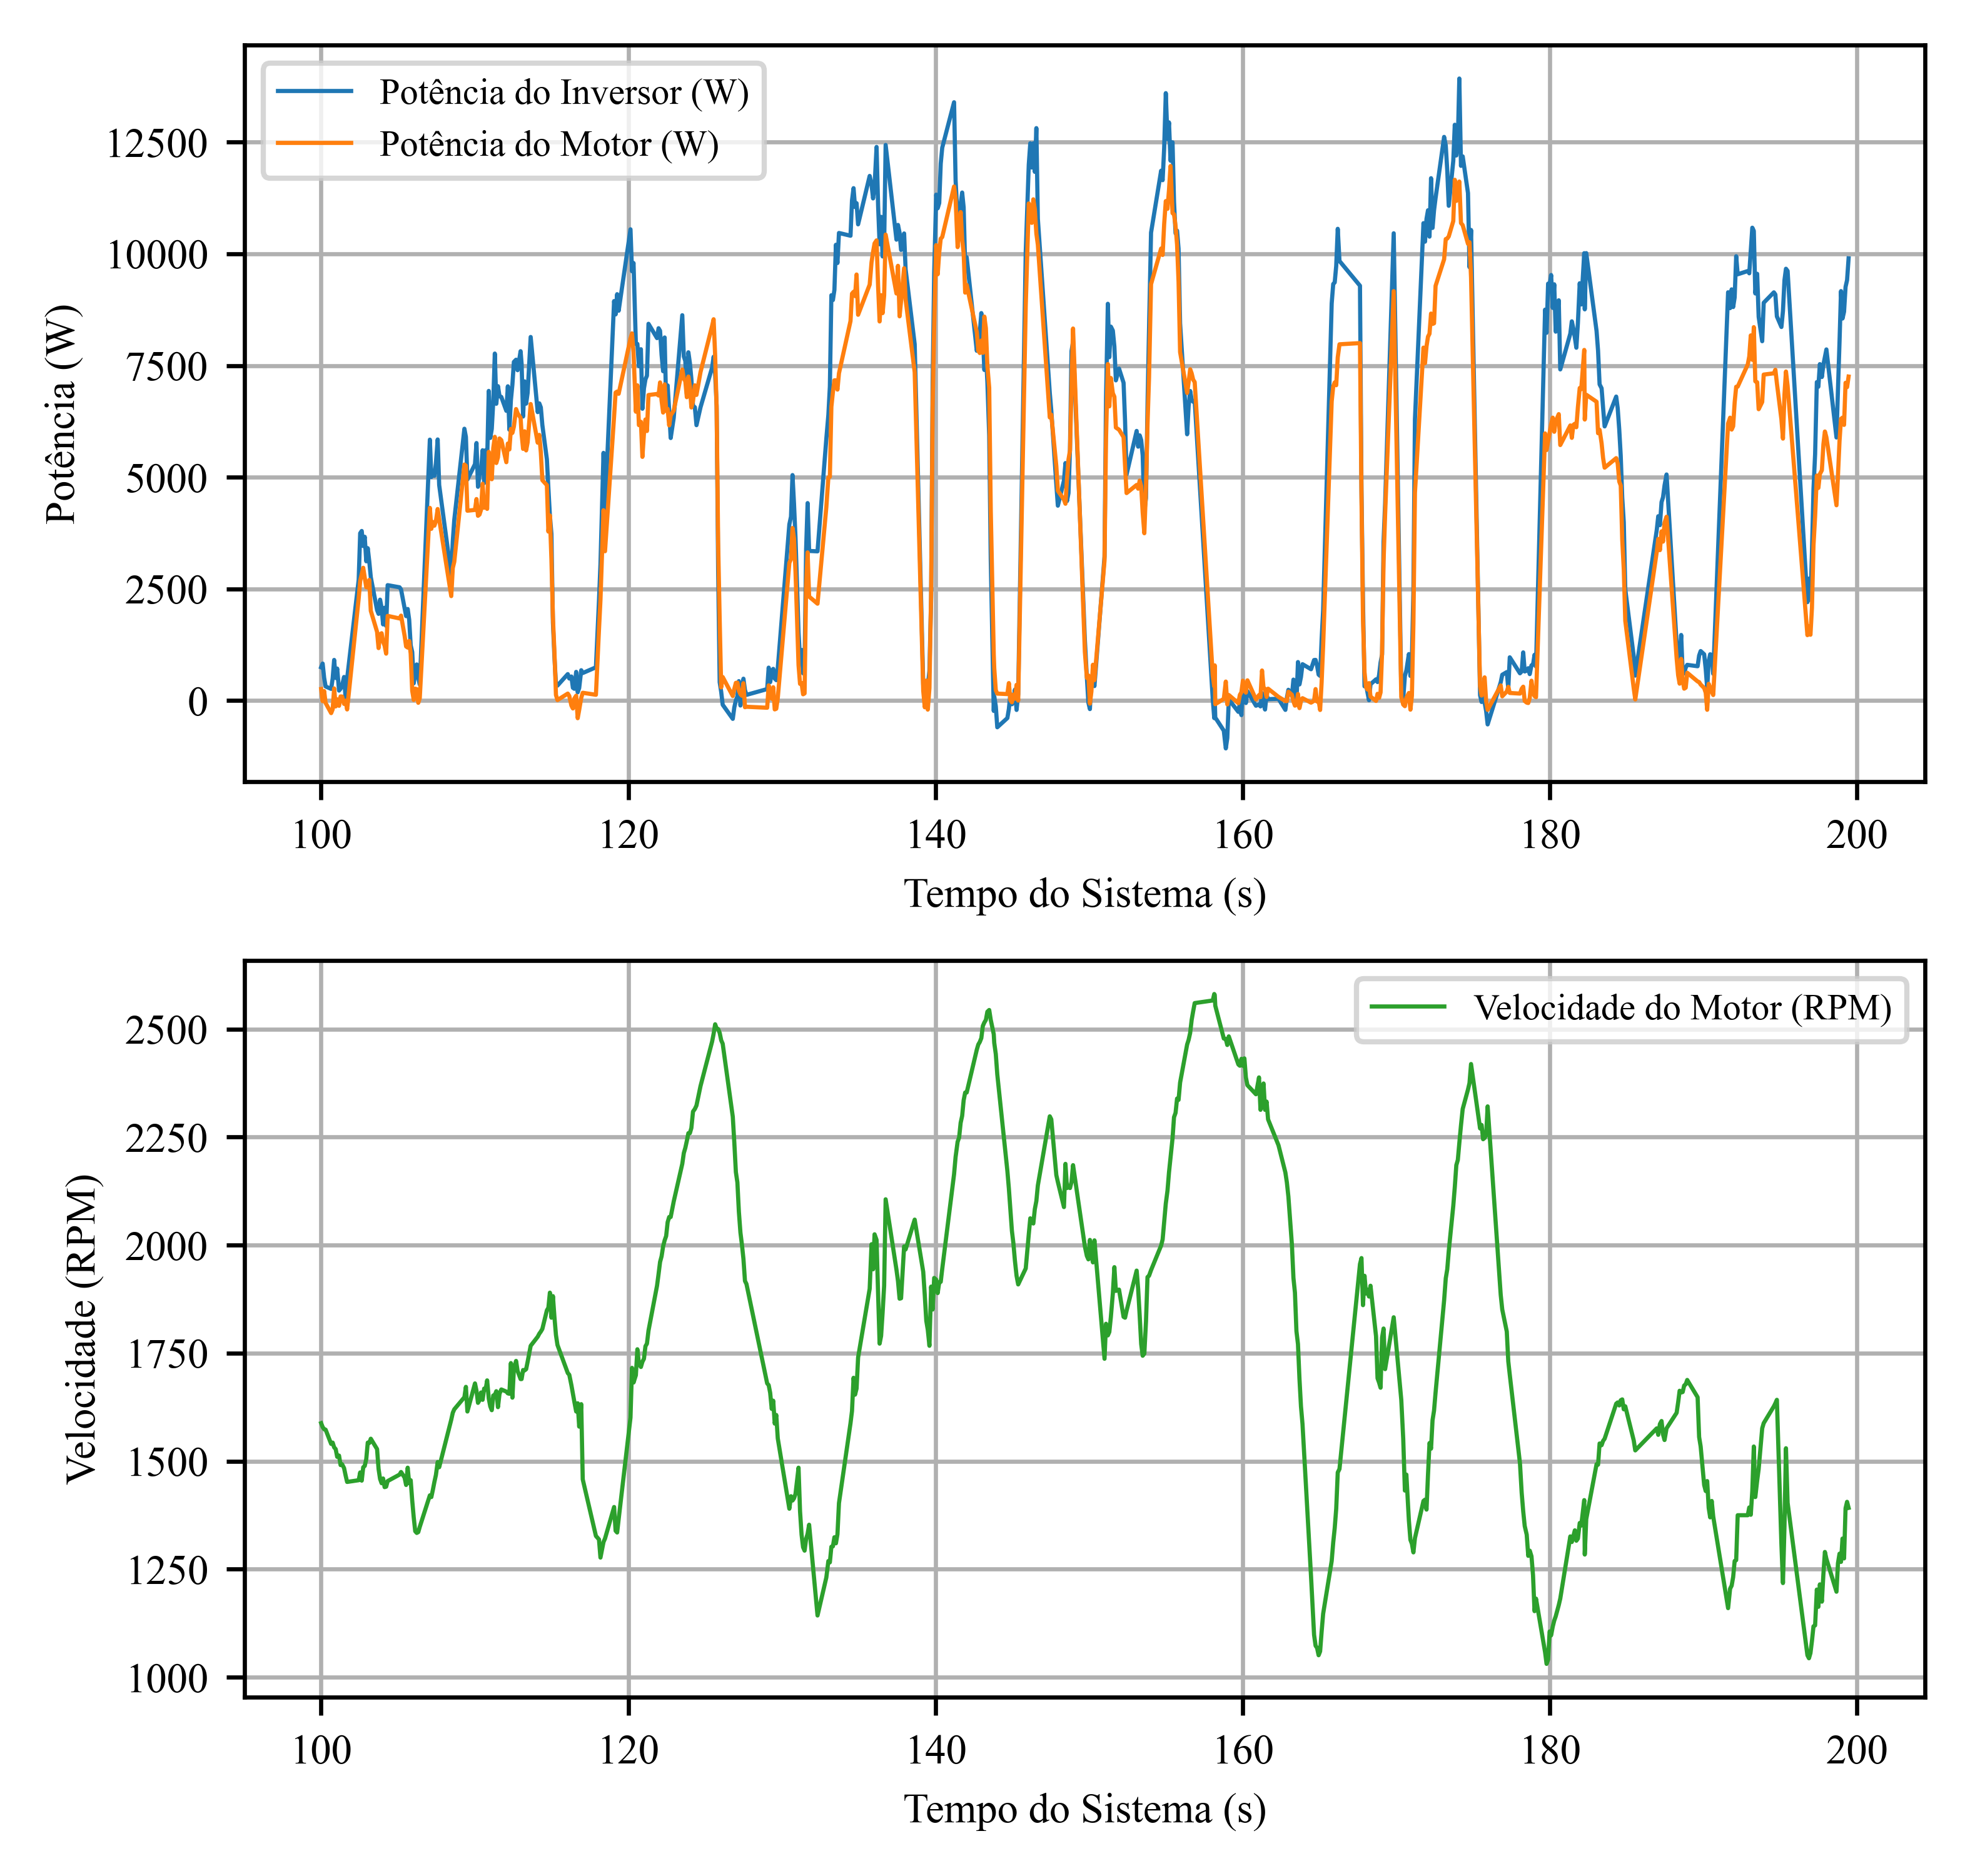 Potência do Inversor (W)
Potência do Motor (W)
12500
10000
7500
5000
2500
0
Potência (W)
100 120 140 160 180 200
Tempo do Sistema (s)
Velocidade do Motor (RPM)
2500
2250
2000
1750
1500
1250
1000
Velocidade (RPM)
100 120 140 160 180 200
Tempo do Sistema (s)